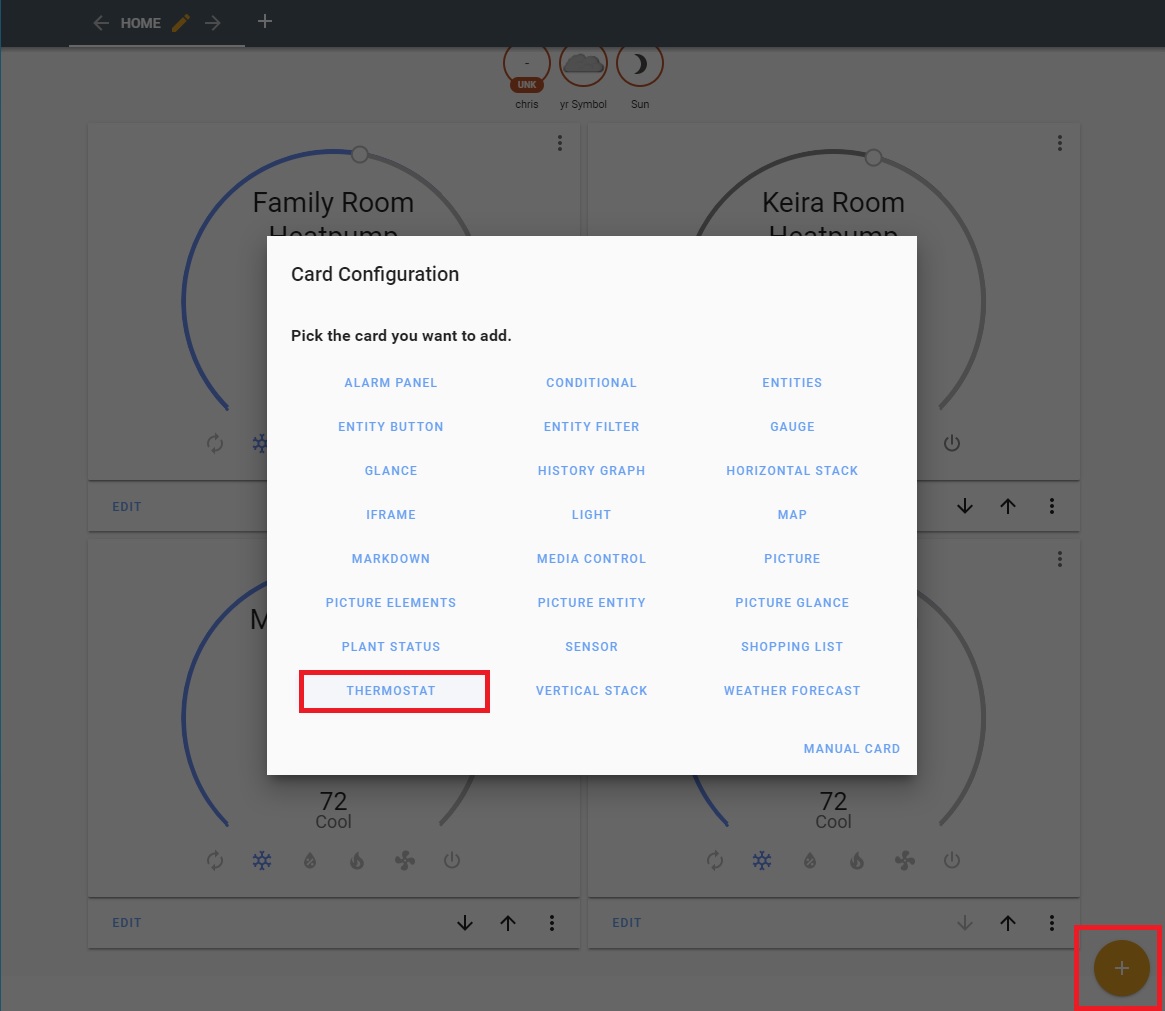 HOME
-
UNK
chris
yr Symbol
Sun
Family Room
Heatpump
Keira Room
Heatpump
Card Configuration
Pick the card you want to add.
ALARM PANEL
CONDITIONAL
ENTITIES
ENTITY BUTTON
ENTITY FILTER
GAUGE
GLANCE
HISTORY GRAPH
HORIZONTAL STACK
IFRAME
LIGHT
MAP
MARKDOWN
MEDIA CONTROL
PICTURE
PICTURE ELEMENTS
PICTURE ENTITY
PICTURE GLANCE
PLANT STATUS
SENSOR
SHOPPING LIST
THERMOSTAT
VERTICAL STACK
WEATHER FORECAST
MANUAL CARD
EDIT
72
Cool
72
Cool
EDIT
EDIT